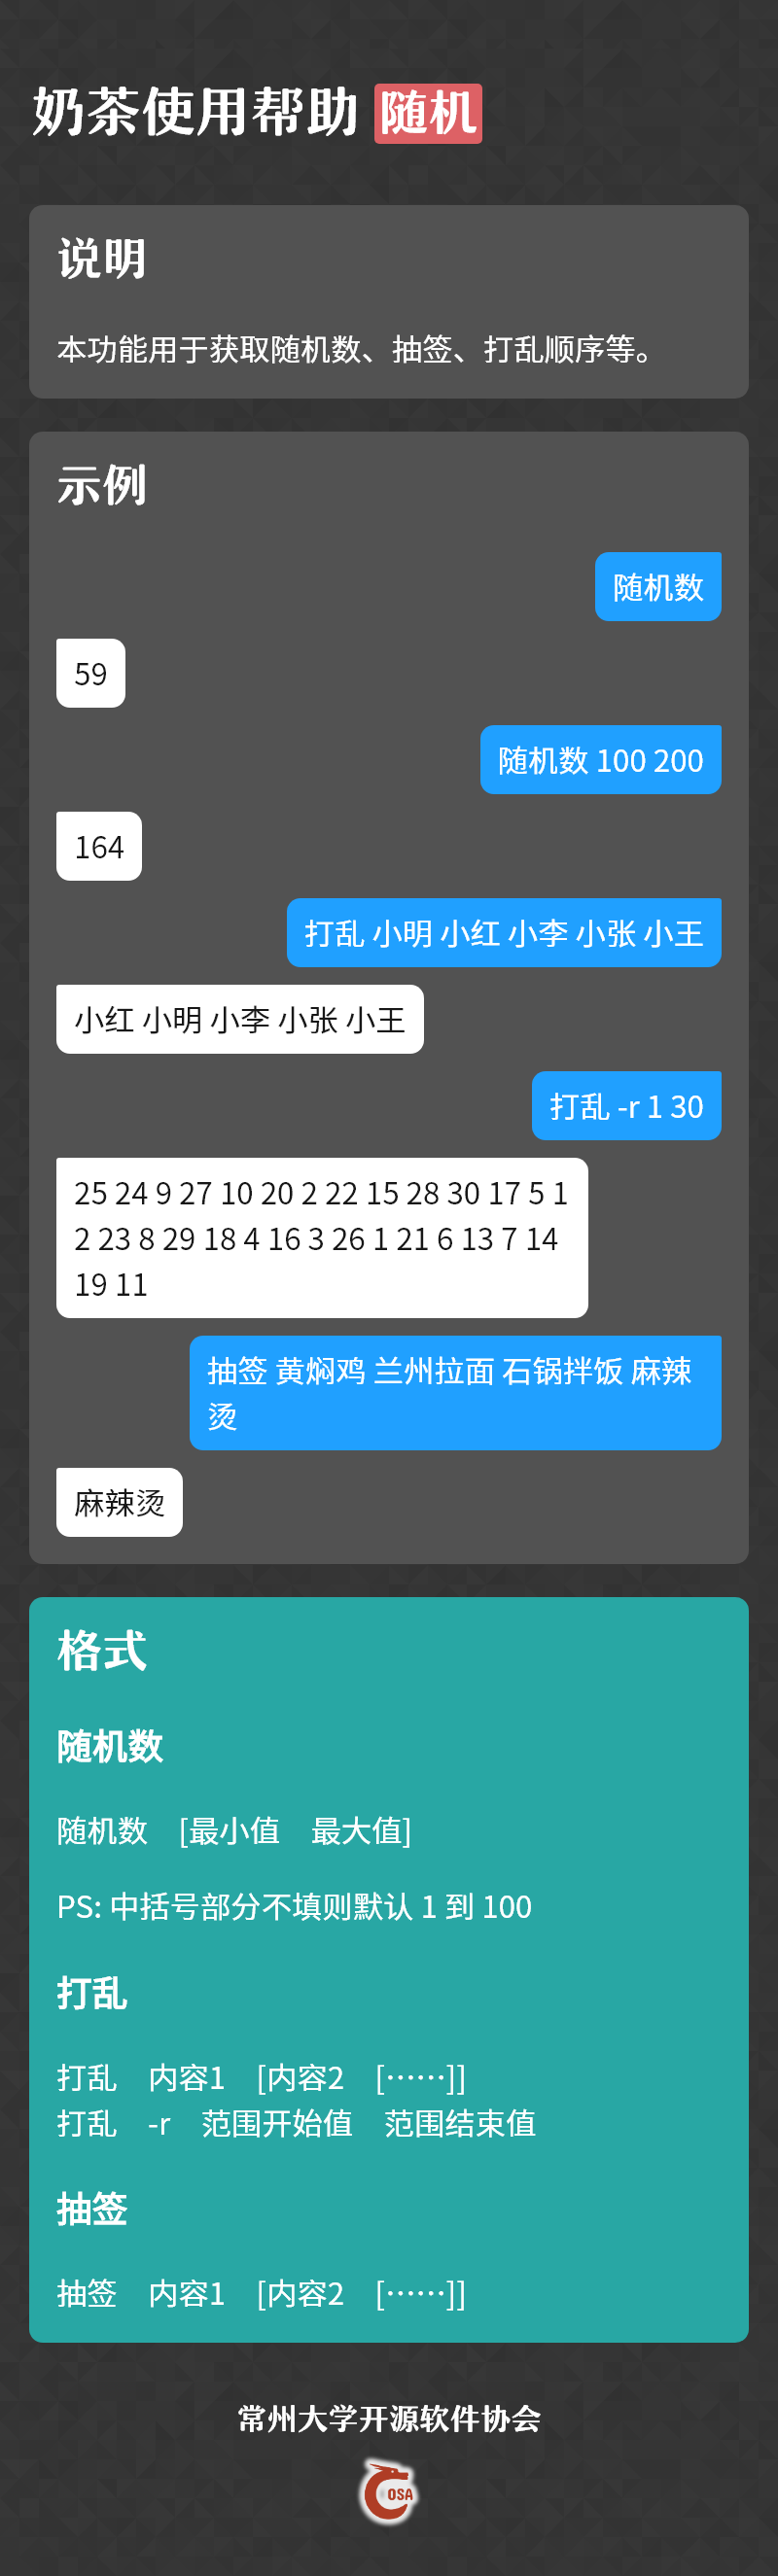 奶茶使用帮助 随机
说明
本功能用于获取随机数、抽签、打乱顺序等。
示例
随机数
59
随机数 100 200
164
打乱 小明 小红 小李 小张 小王
小红 小明 小李 小张 小王
打乱 -r 1 30
25 24 9 27 10 20 2 22 15 28 30 17 5 1
2 23 8 29 18 4 16 3 26 1 21 6 13 7 14
19 11
抽签 黄焖鸡 兰州拉面 石锅拌饭 麻辣
烫
麻辣烫
格式
随机数
随机数　[最小值　最大值]
PS: 中括号部分不填则默认 1 到 100
打乱
打乱　内容1　[内容2　[……]]
打乱　-r　范围开始值　范围结束值
抽签
抽签　内容1　[内容2　[……]]
常州大学开源软件协会
OSA